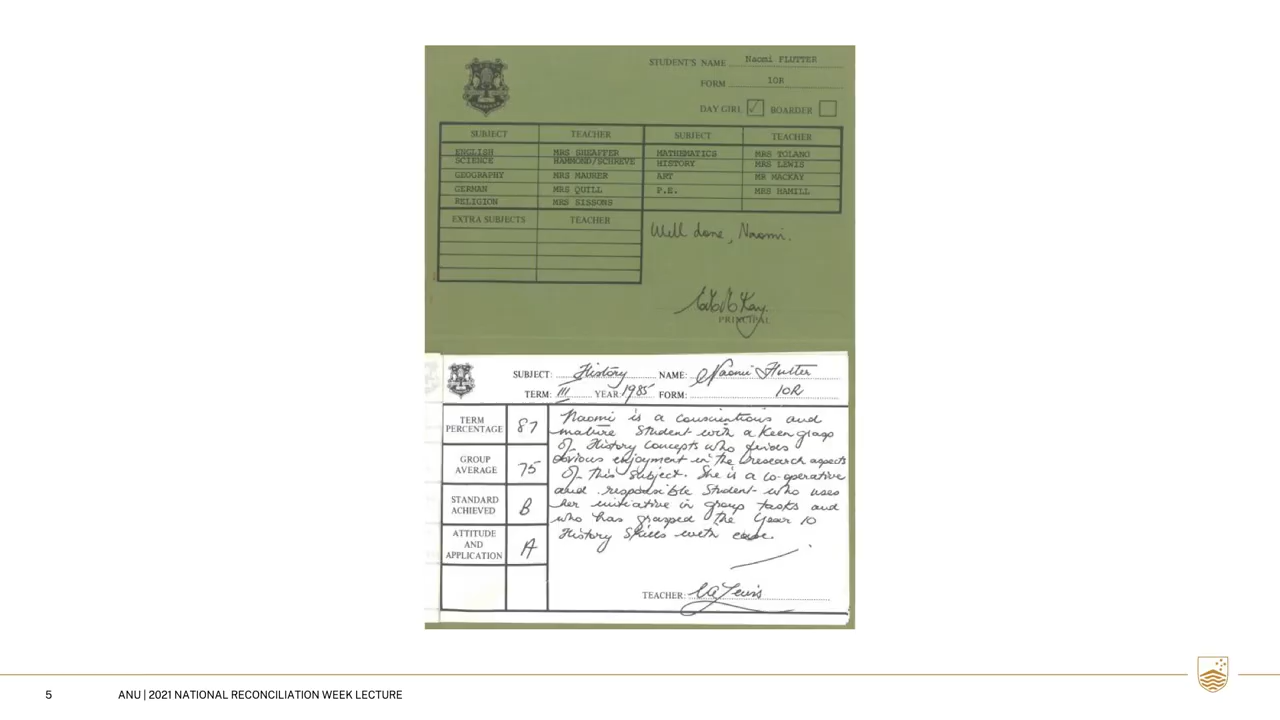 STUDENT'S NAME Naomi FLUTTER
FORM 10R
DAY GIRL ✓ BOARDER
SUBJECT TEACHER SUBJECT TEACHER
ENGLISH MRS SHEAFFER MATHEMATICS MRS TOLANO
SCIENCE HAMMOND/SCHREVE HISTORY MRS LEWIS
GEOGRAPHY MRS MAURER ART MR MACKAY
GERMAN MRS QUILL P.E. MRS HAMILL
RELIGION MRS SISSONS
EXTRA SUBJECTS TEACHER
Well done, Naomi.
PRINCIPAL
SUBJECT: History NAME: Naomi Flutter
TERM: III YEAR 1985 FORM: 10R
TERM PERCENTAGE 87
GROUP AVERAGE 75
STANDARD ACHIEVED B
ATTITUDE AND APPLICATION A
Naomi is a conscientious and
mature student with a keen grasp
of History concepts who finds
obvious enjoyment in the research aspects
of this subject. She is a co-operative
and responsible student who uses
her initiative in group tasks and
who has grasped the Year 10
History Skills with ease.
TEACHER: Lewis
5 ANU | 2021 NATIONAL RECONCILIATION WEEK LECTURE